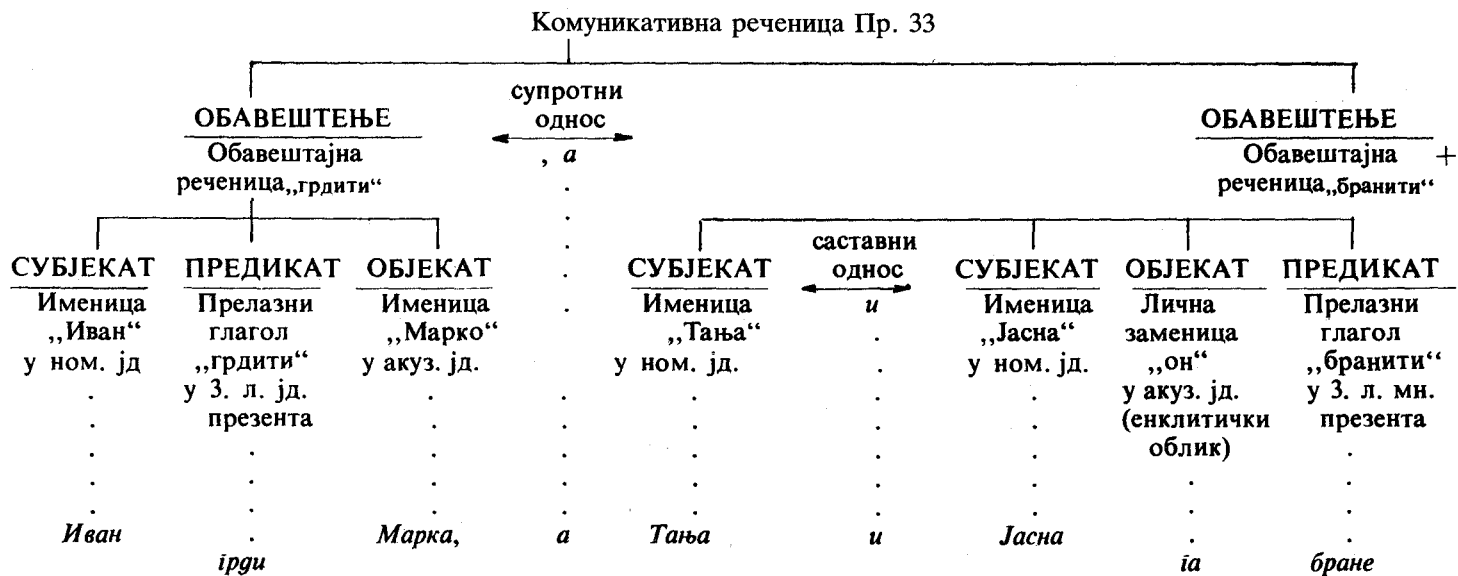 Комуникативна реченица Пр. 33
супротни
ОБАВЕШТЕЊЕ однос ОБАВЕШТЕЊЕ
Обавештајна , а Обавештајна +
реченица„грдити“ реченица„бранити“
саставни
СУБЈЕКАТ ПРЕДИКАТ ОБЈЕКАТ СУБЈЕКАТ однос СУБЈЕКАТ ОБЈЕКАТ ПРЕДИКАТ
Именица Прелазни Именица Именица и Именица Лична Прелазни
„Иван“ глагол „Марко“ „Тања“ „Јасна“ заменица глагол
у ном. јд „грдити“ у акуз. јд. у ном. јд. у ном. јд. „он“ „бранити“
у 3. л. јд. у акуз. јд. у 3. л. мн.
презента (енклитички презента
облик)
Иван Марка, а Тања и Јасна
грди га бране